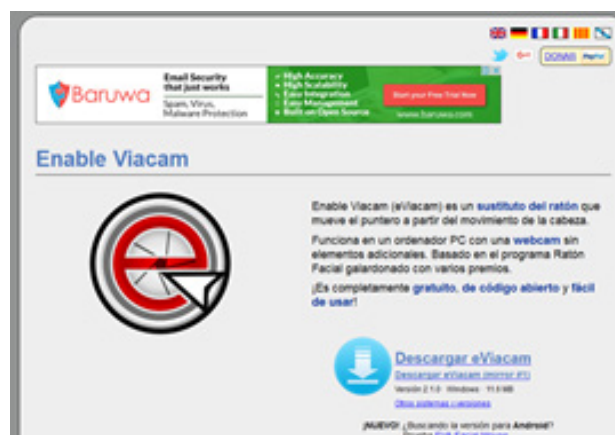 DONAR PayPal
Baruwa
Email Security
that just works
Spam, Virus,
Malware Protection
High Accuracy
High Scalability
Easy Integration
Easy Management
Built on Open Source
Start your Free Trial Now
www.baruwa.com
Enable Viacam
Enable Viacam (eViacam) es un sustituto del ratón que
mueve el puntero a partir del movimiento de la cabeza.
Funciona en un ordenador PC con una webcam sin
elementos adicionales. Basado en el programa Ratón
Facial galardonado con varios premios.
¡Es completamente gratuito, de código abierto y fácil
de usar!
Descargar eViacam
Descargar eViacam (mirror #1)
Versión 2.1.0 · Windows · 11.8 MB
Otros sistemas y versiones
¡NUEVO! ¿Buscando la versión para Android?